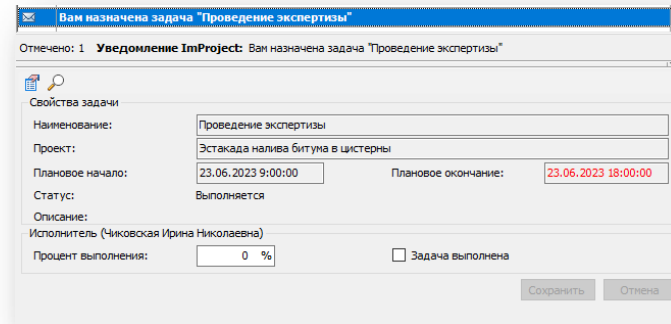 Вам назначена задача "Проведение экспертизы"
Отмечено: 1 Уведомление ImProject: Вам назначена задача "Проведение экспертизы"
Свойства задачи
Наименование: Проведение экспертизы
Проект: Эстакада налива битума в цистерны
Плановое начало: 23.06.2023 9:00:00 Плановое окончание: 23.06.2023 18:00:00
Статус: Выполняется
Описание:
Исполнитель (Чиковская Ирина Николаевна)
Процент выполнения: 0 % Задача выполнена
Сохранить Отмена